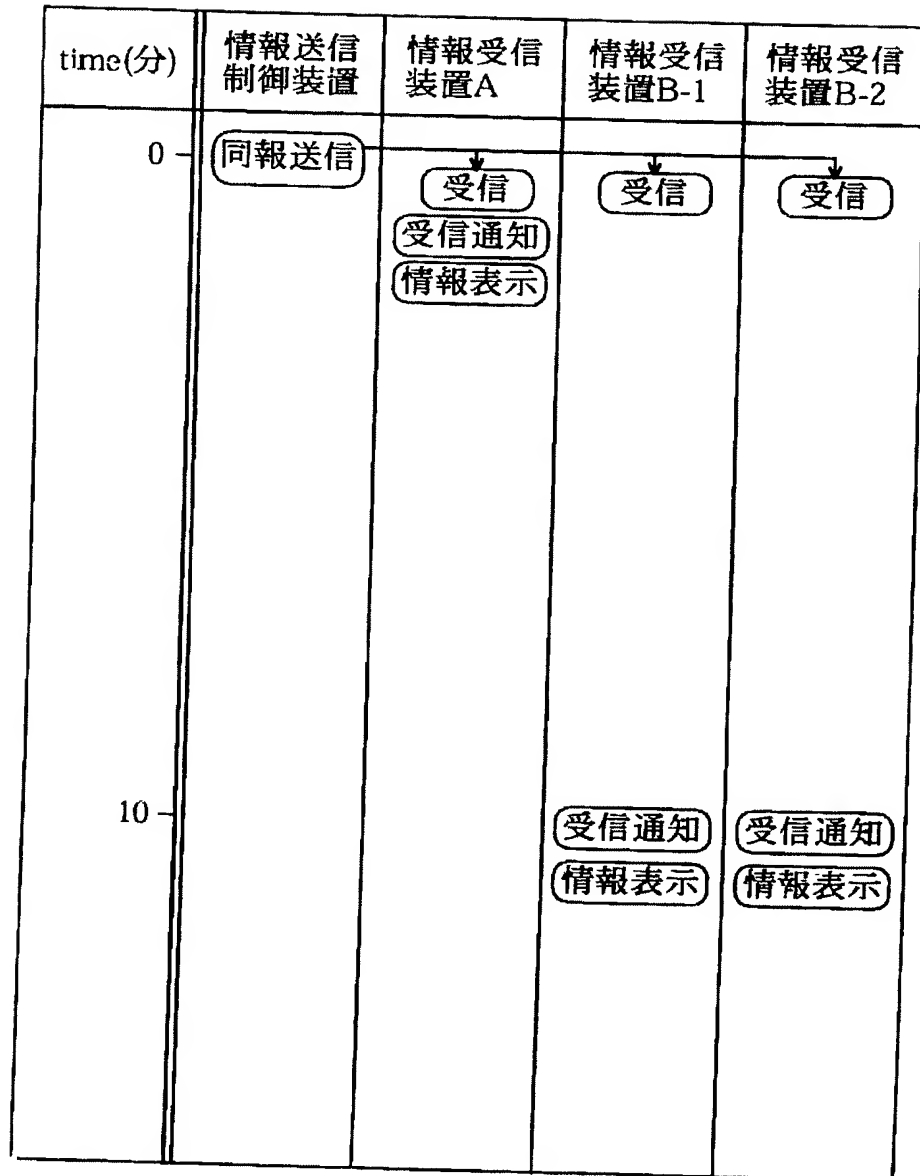 time(分)
情報送信
制御装置
情報受信
装置A
情報受信
装置B-1
情報受信
装置B-2
0
同報送信
受信
受信
受信
受信通知
情報表示
10
受信通知
受信通知
情報表示
情報表示